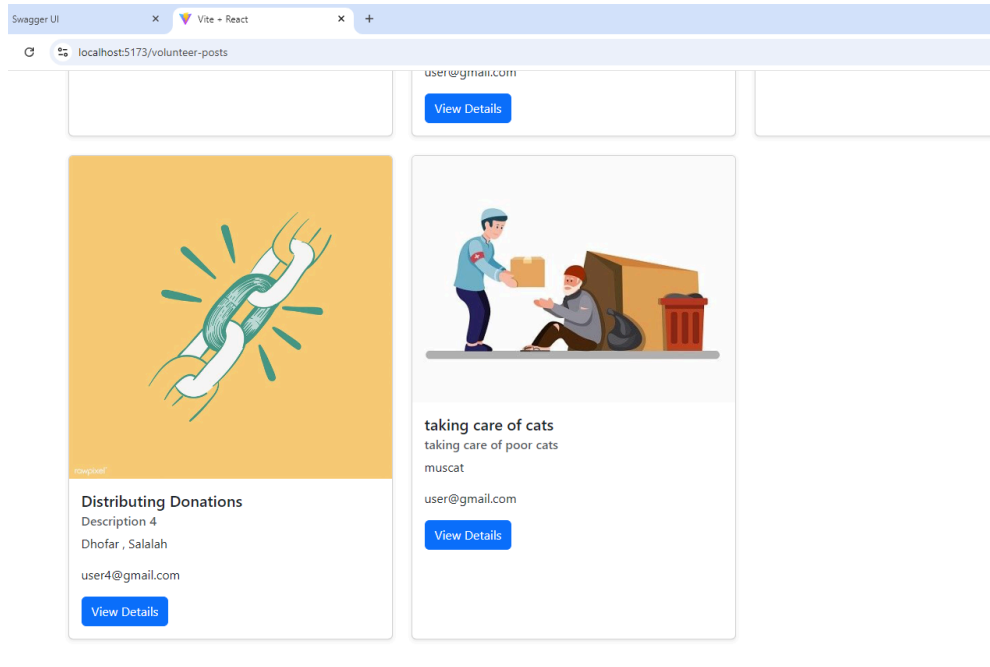 Swagger UI
Vite + React
localhost:5173/volunteer-posts
user@gmail.com
View Details
rawpixel
Distributing Donations
Description 4
Dhofar , Salalah
user4@gmail.com
View Details
taking care of cats
taking care of poor cats
muscat
user@gmail.com
View Details